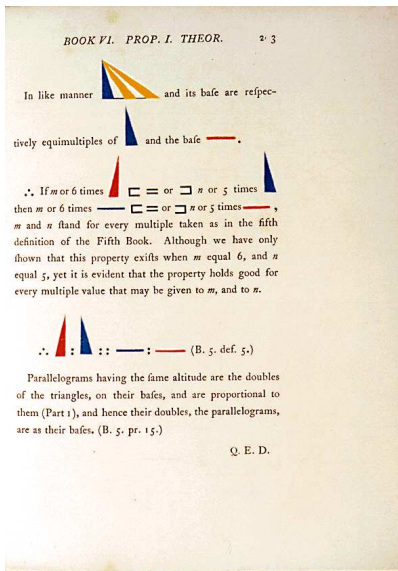 BOOK VI. PROP. I. THEOR.
In like manner and its baſe are reſpec-
tively equimultiples of and the baſe .
∴ If m or 6 times ⊏ = or ⊐ n or 5 times
then m or 6 times ⊏ = or ⊐ n or 5 times ,
m and n ſtand for every multiple taken as in the fifth
definition of the Fifth Book. Although we have only
ſhown that this property exiſts when m equal 6, and n
equal 5, yet it is evident that the property holds good for
every multiple value that may be given to m, and to n.
∴ : :: : (B. 5. def. 5.)
Parallelograms having the ſame altitude are the doubles
of the triangles, on their baſes, and are proportional to
them (Part 1), and hence their doubles, the parallelograms,
are as their baſes. (B. 5. pr. 15.)
Q. E. D.